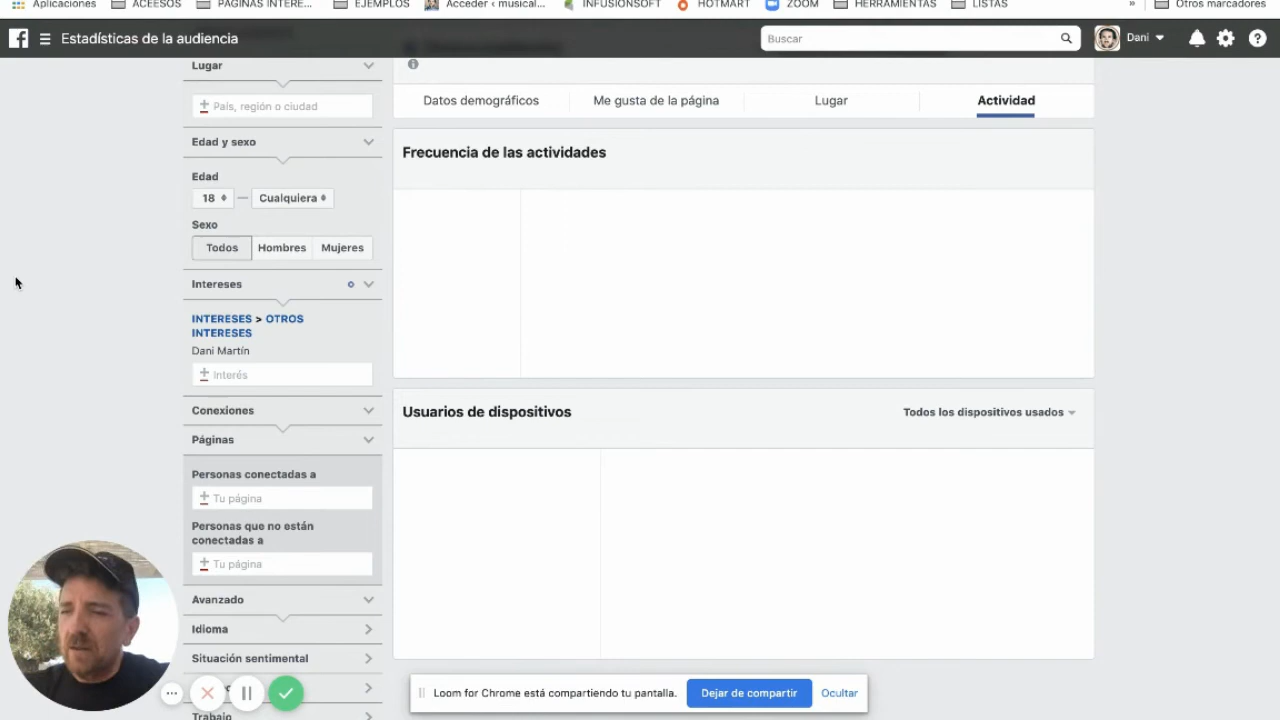 Aplicaciones ACEESOS PAGINAS INTERE... EJEMPLOS Acceder ‹ musical... INFUSIONSOFT HOTMART ZOOM HERRAMIENTAS LISTAS » Otros marcadores
Estadísticas de la audiencia Buscar Dani
Lugar
País, región o ciudad
Edad y sexo
Edad
18 — Cualquiera
Sexo
Todos Hombres Mujeres
Intereses
INTERESES > OTROS
INTERESES
Dani Martín
Interés
Conexiones
Páginas
Personas conectadas a
Tu página
Personas que no están
conectadas a
Tu página
Avanzado
Idioma
Situación sentimental
Trabajo
Datos demográficos Me gusta de la página Lugar Actividad
Frecuencia de las actividades
Usuarios de dispositivos Todos los dispositivos usados
Loom for Chrome está compartiendo tu pantalla. Dejar de compartir Ocultar